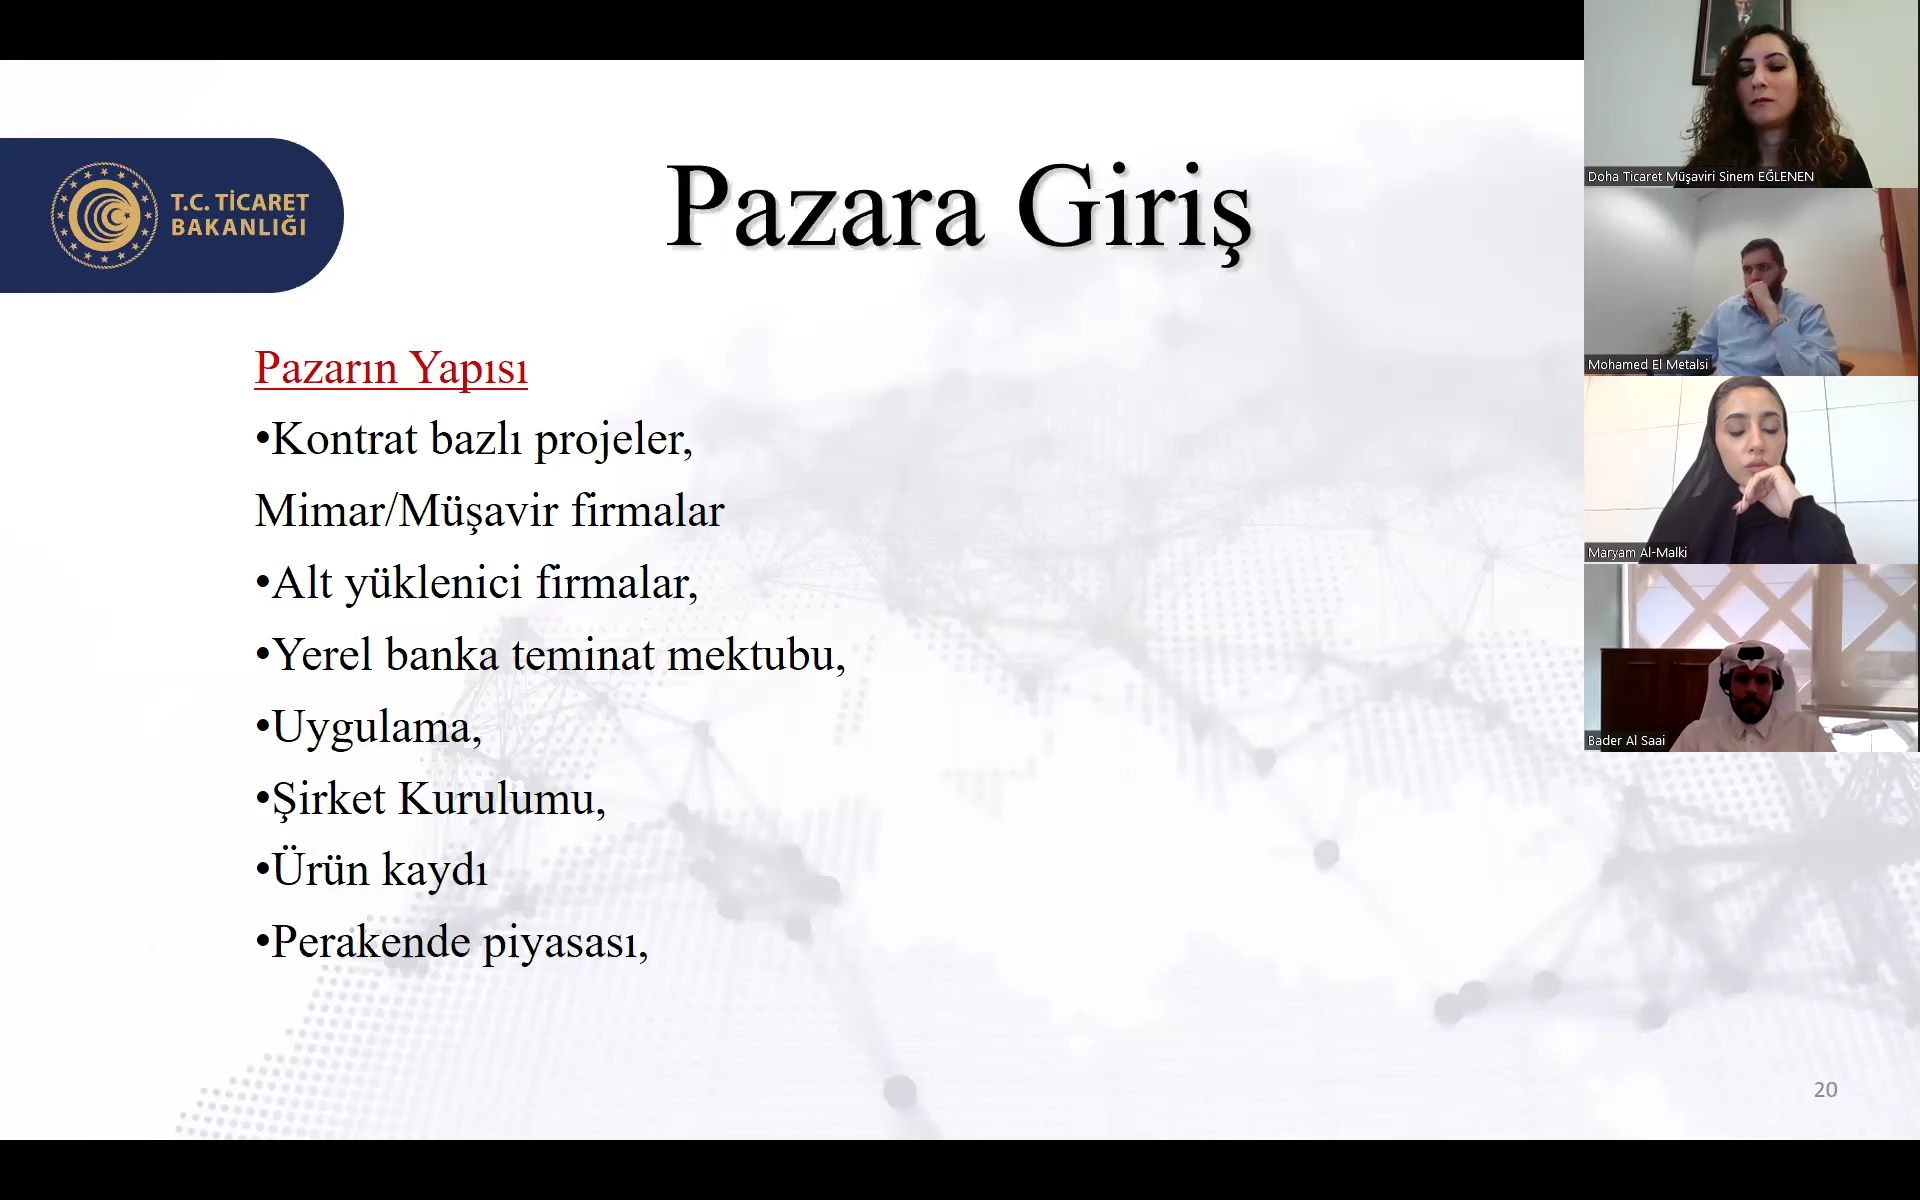 T.C. TİCARET
BAKANLIĞI
Pazara Giriş
Pazarın Yapısı
•Kontrat bazlı projeler,
Mimar/Müşavir firmalar
•Alt yüklenici firmalar,
•Yerel banka teminat mektubu,
•Uygulama,
•Şirket Kurulumu,
•Ürün kaydı
•Perakende piyasası,
20
Doha Ticaret Müşaviri Sinem EĞLENEN
Mohamed El Metalsi
Maryam Al-Malki
Bader Al Saai